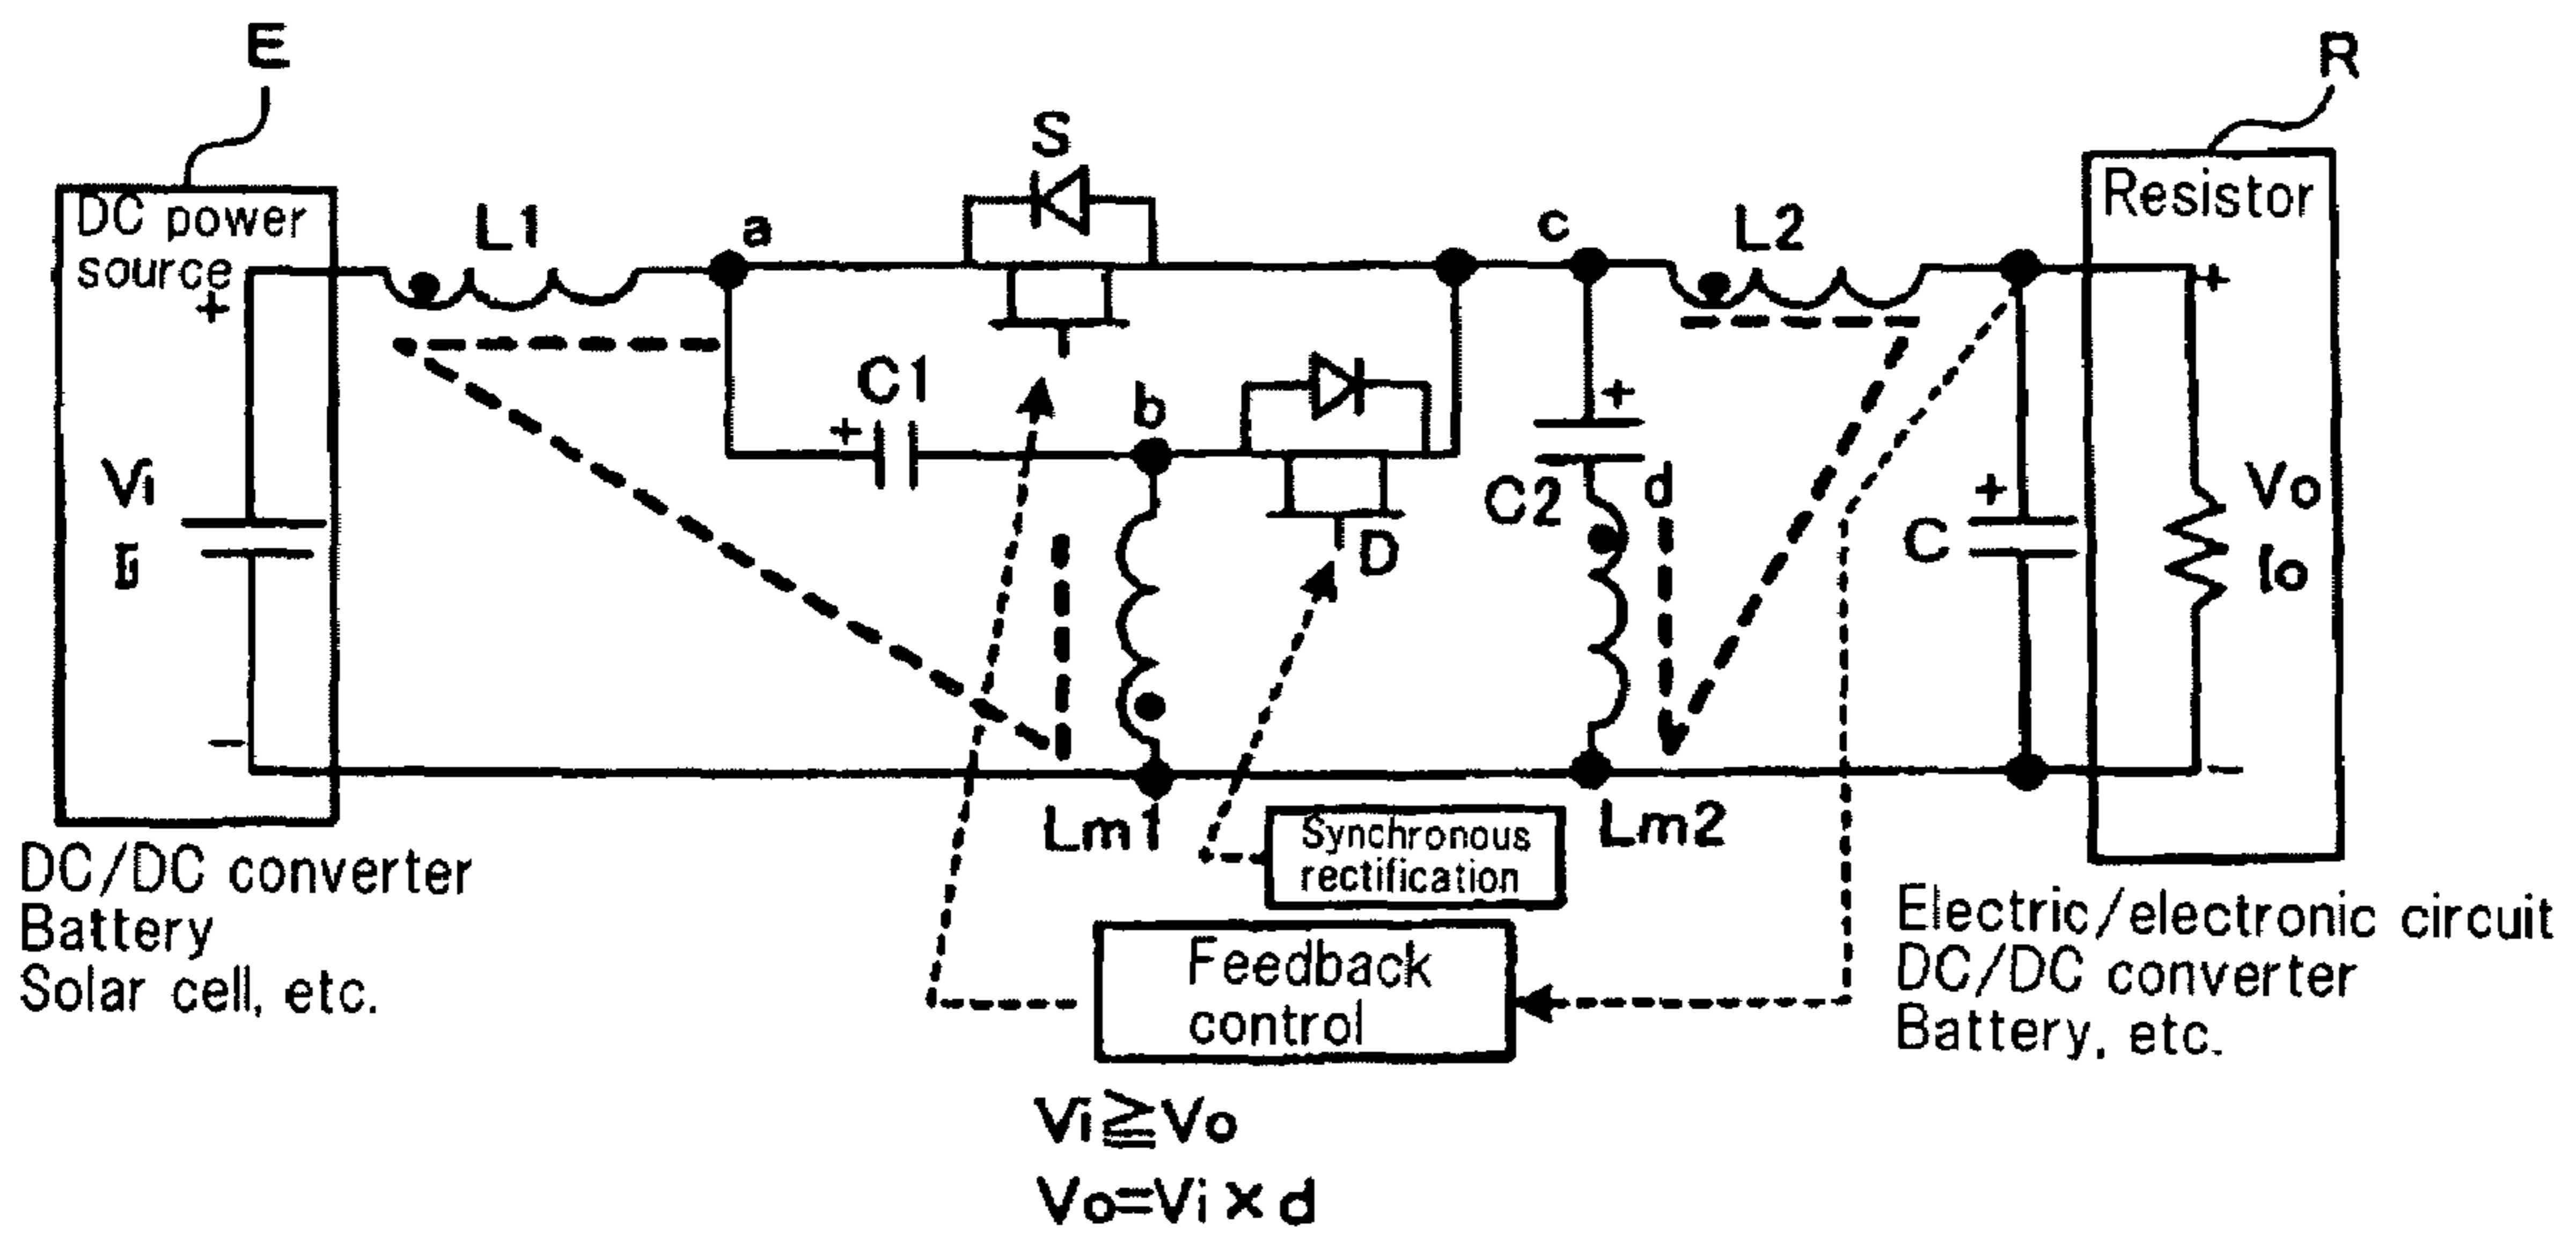 E
R
S
DC power
source
L1
a
c
L2
Resistor
+
+
C1
+
b
+
Vi
C2
d
+
Vo
C
D
Io
−
−
Lm1
Synchronous
rectification
Lm2
DC/DC converter
Battery
Solar cell, etc.
Feedback
control
Electric/electronic circuit
DC/DC converter
Battery, etc.
Vi≧Vo
Vo=Vi×d